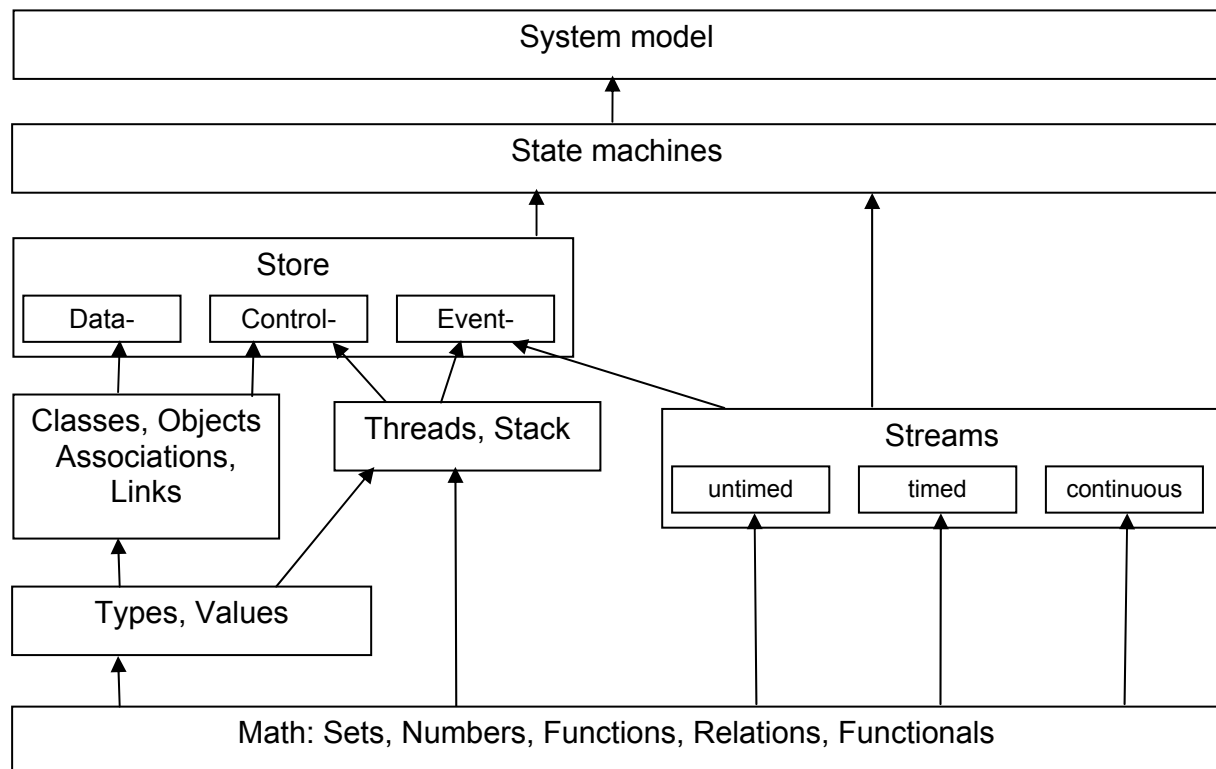 System model
State machines
Store
Data-
Control-
Event-
Classes, Objects
Associations,
Links
Threads, Stack
Streams
untimed
timed
continuous
Types, Values
Math: Sets, Numbers, Functions, Relations, Functionals